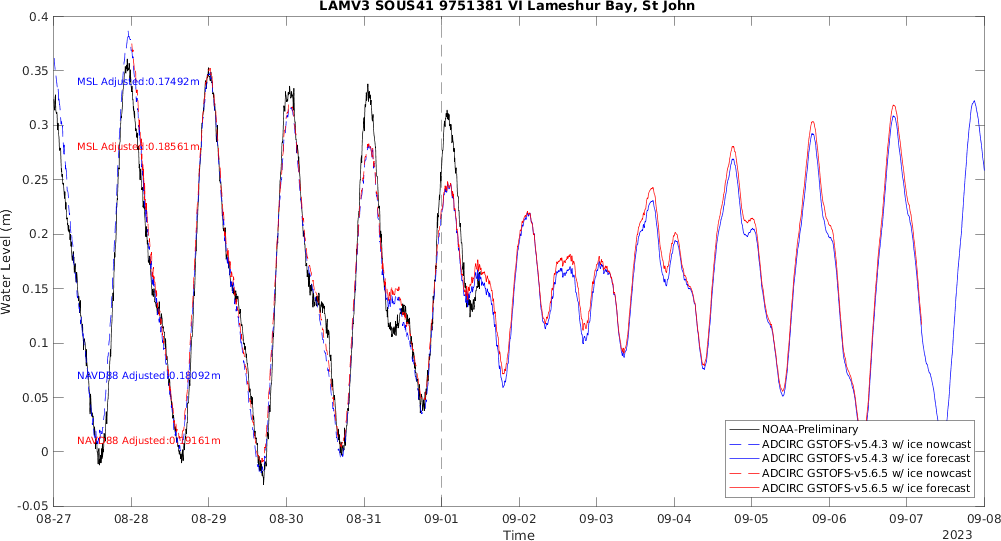 LAMV3 SOUS41 9751381 VI Lameshur Bay, St John
0.4
0.35
0.3
0.25
0.2
0.15
0.1
0.05
0
-0.05
Water Level (m)
MSL Adjusted:0.17492m
MSL Adjusted:0.18561m
NAVD88 Adjusted:0.18092m
NAVD88 Adjusted:0.19161m
NOAA-Preliminary
ADCIRC GSTOFS-v5.4.3 w/ ice nowcast
ADCIRC GSTOFS-v5.4.3 w/ ice forecast
ADCIRC GSTOFS-v5.6.5 w/ ice nowcast
ADCIRC GSTOFS-v5.6.5 w/ ice forecast
08-27 08-28 08-29 08-30 08-31 09-01 09-02 09-03 09-04 09-05 09-06 09-07 09-08
Time
2023